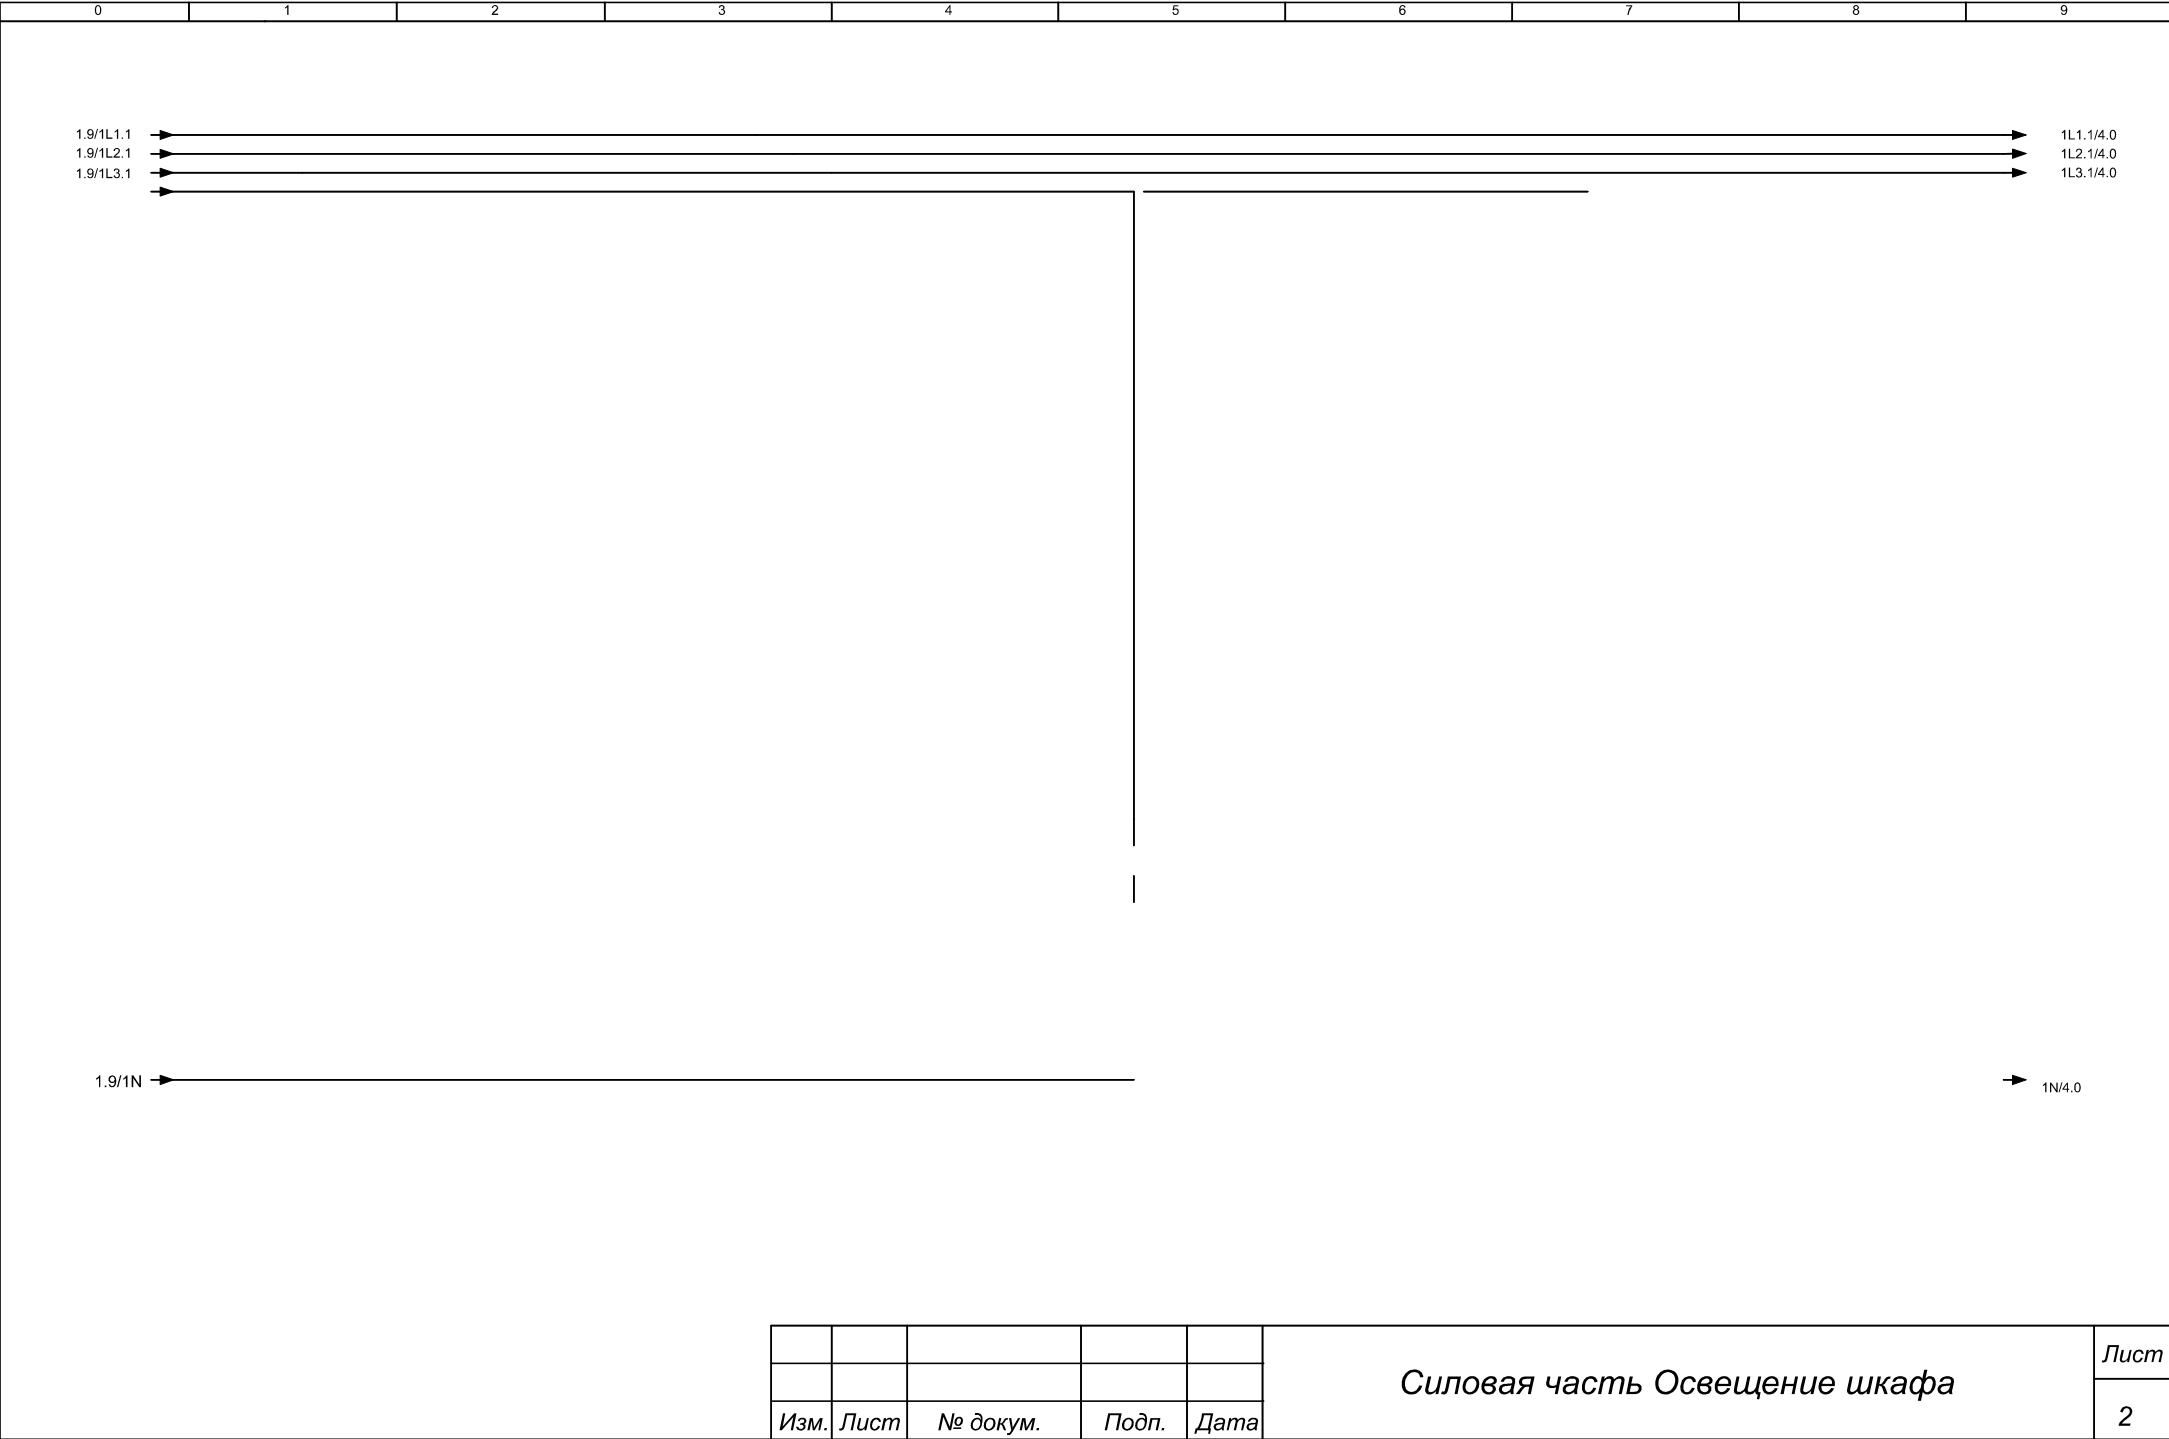 0 1 2 3 4 5 6 7 8 9
1.9/1L1.1 1L1.1/4.0
1.9/1L2.1 1L2.1/4.0
1.9/1L3.1 1L3.1/4.0
1.9/1N 1N/4.0
Лист
Силовая часть Освещение шкафа
Изм. Лист № докум. Подп. Дата 2